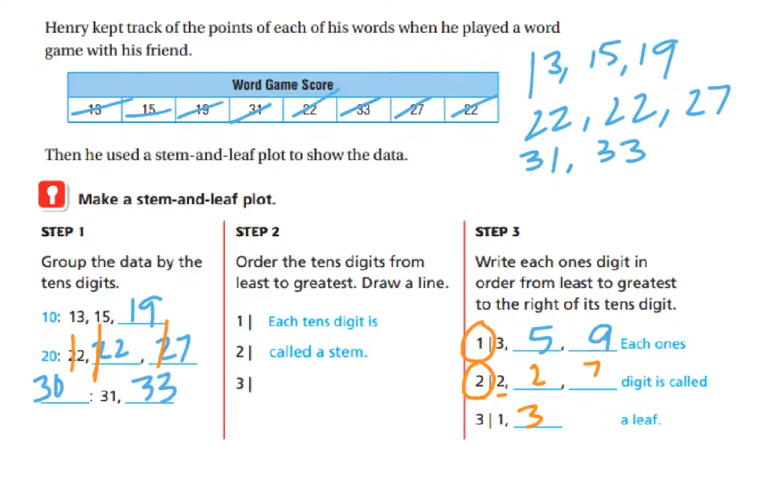 Henry kept track of the points of each of his words when he played a word
game with his friend.
Word Game Score
13 15 19 31 22 33 27 22
13, 15, 19
22, 22, 27
31, 33
Then he used a stem-and-leaf plot to show the data.
Make a stem-and-leaf plot.
STEP 1
Group the data by the
tens digits.
10: 13, 15, 19
20: 22, 22, 27
30 : 31, 33
STEP 2
Order the tens digits from
least to greatest. Draw a line.
1| Each tens digit is
2| called a stem.
3|
STEP 3
Write each ones digit in
order from least to greatest
to the right of its tens digit.
1|3, 5, 9 Each ones
2|2, 2, 7 digit is called
3|1, 3 a leaf.